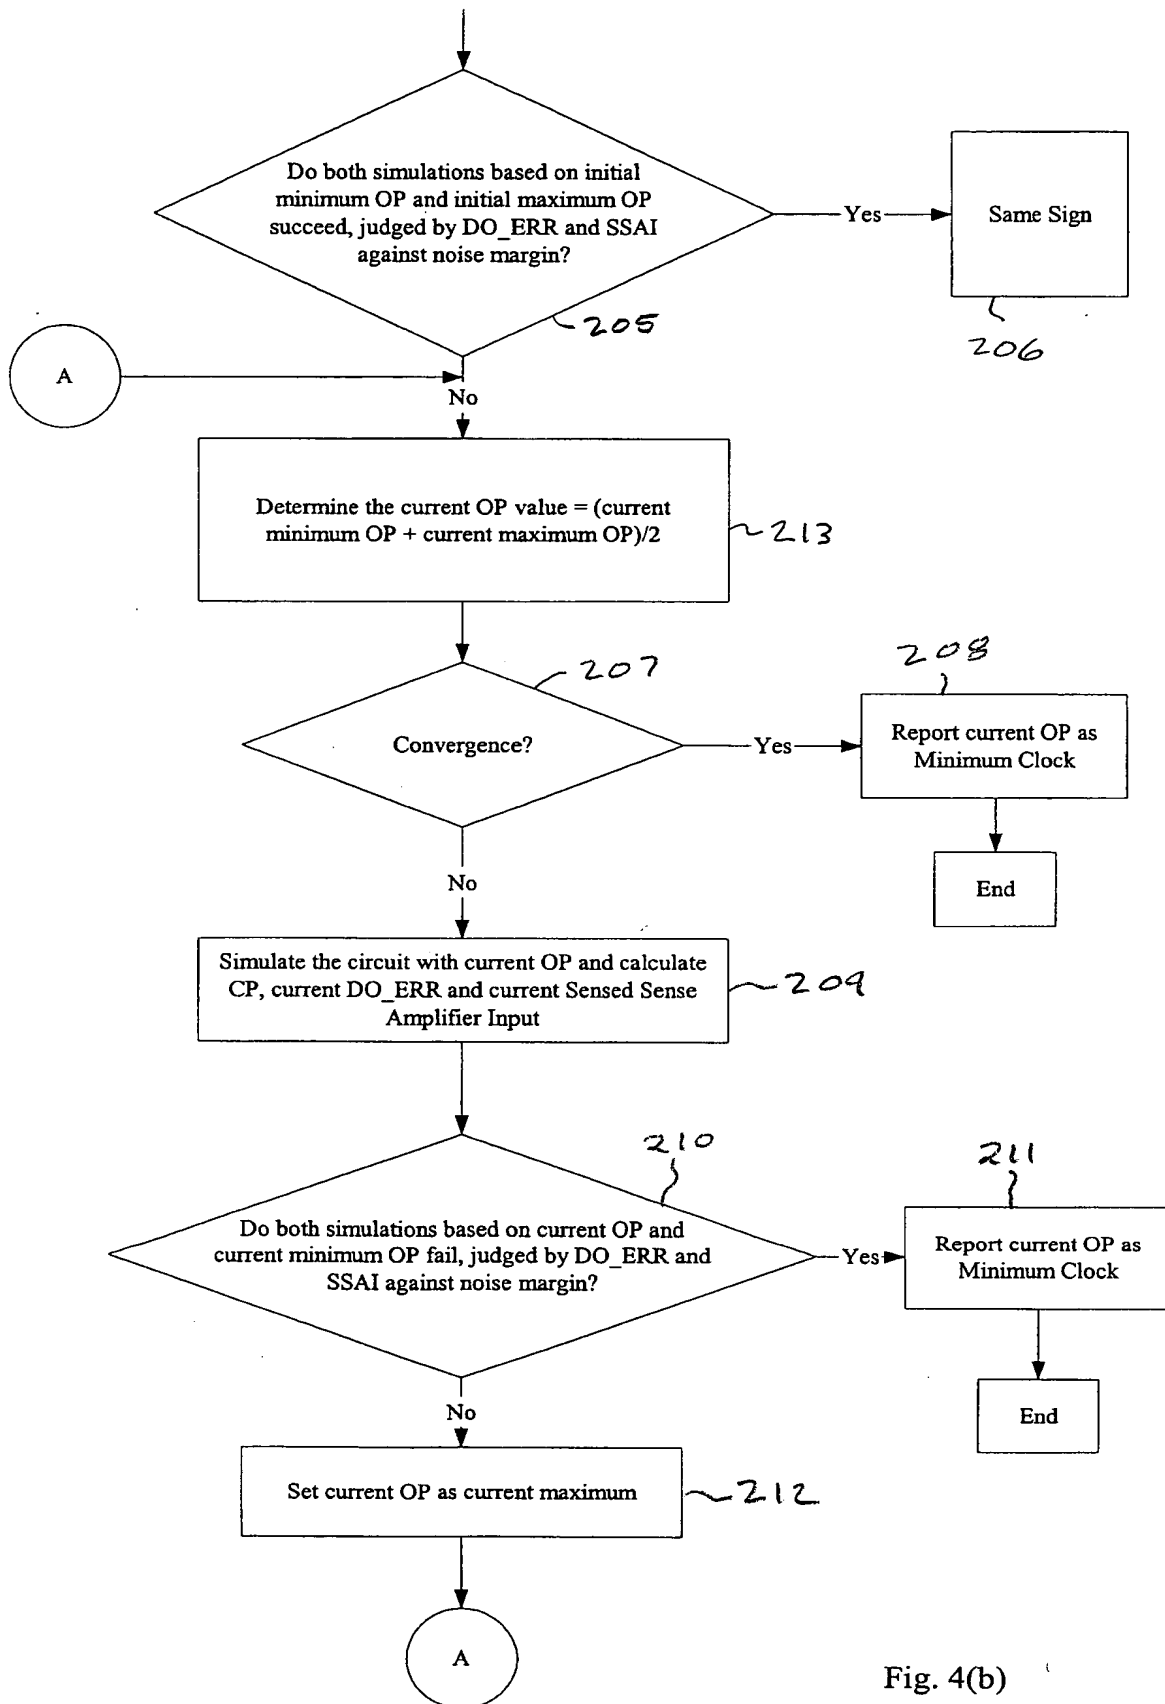 Do both simulations based on initial
minimum OP and initial maximum OP
succeed, judged by DO_ERR and SSAI
against noise margin?
Yes
Same Sign
205
206
A
No
Determine the current OP value = (current
minimum OP + current maximum OP)/2
213
207
208
Convergence?
Yes
Report current OP as
Minimum Clock
End
No
Simulate the circuit with current OP and calculate
CP, current DO_ERR and current Sensed Sense
Amplifier Input
209
210
211
Do both simulations based on current OP and
current minimum OP fail, judged by DO_ERR and
SSAI against noise margin?
Yes
Report current OP as
Minimum Clock
End
No
Set current OP as current maximum
212
A
Fig. 4(b)